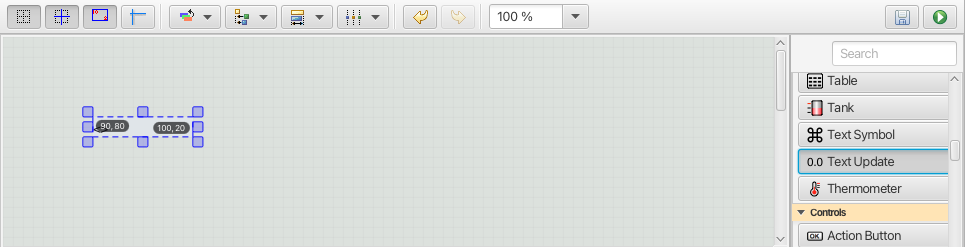 100 %
Search
Table
Tank
Text Symbol
0.0 Text Update
Thermometer
Controls
OK Action Button
90, 80
100, 20